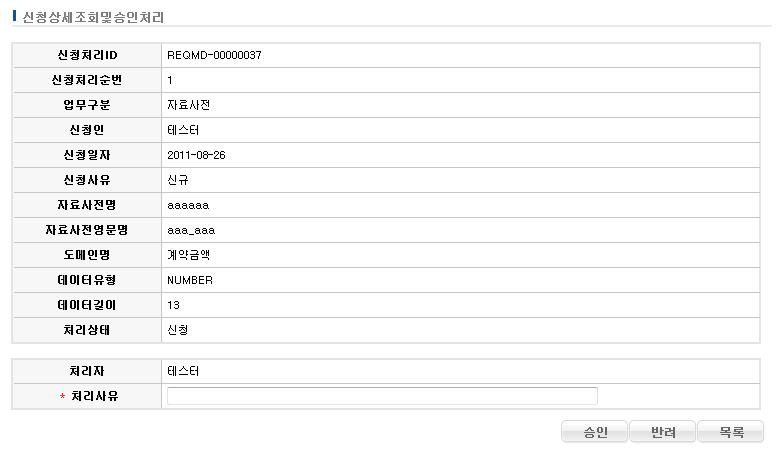 신청상세조회및승인처리
신청처리ID REQMD-00000037
신청처리순번 1
업무구분 자료사전
신청인 테스터
신청일자 2011-08-26
신청사유 신규
자료사전명 aaaaaa
자료사전영문명 aaa_aaa
도메인명 계약금액
데이터유형 NUMBER
데이터길이 13
처리상태 신청
처리자 테스터
* 처리사유
승인 반려 목록